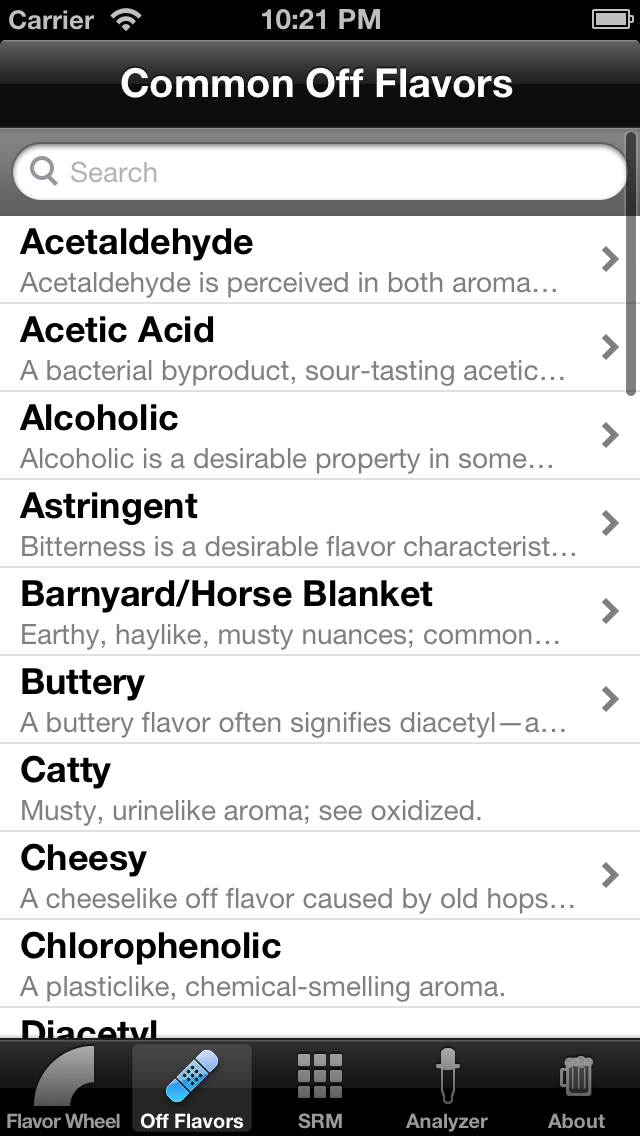 Carrier 10:21 PM
Common Off Flavors
Search
Acetaldehyde
Acetaldehyde is perceived in both aroma…
Acetic Acid
A bacterial byproduct, sour-tasting acetic…
Alcoholic
Alcoholic is a desirable property in some…
Astringent
Bitterness is a desirable flavor characterist…
Barnyard/Horse Blanket
Earthy, haylike, musty nuances; common…
Buttery
A buttery flavor often signifies diacetyl—a…
Catty
Musty, urinelike aroma; see oxidized.
Cheesy
A cheeselike off flavor caused by old hops…
Chlorophenolic
A plasticlike, chemical-smelling aroma.
Diacetyl
Flavor Wheel Off Flavors SRM Analyzer About